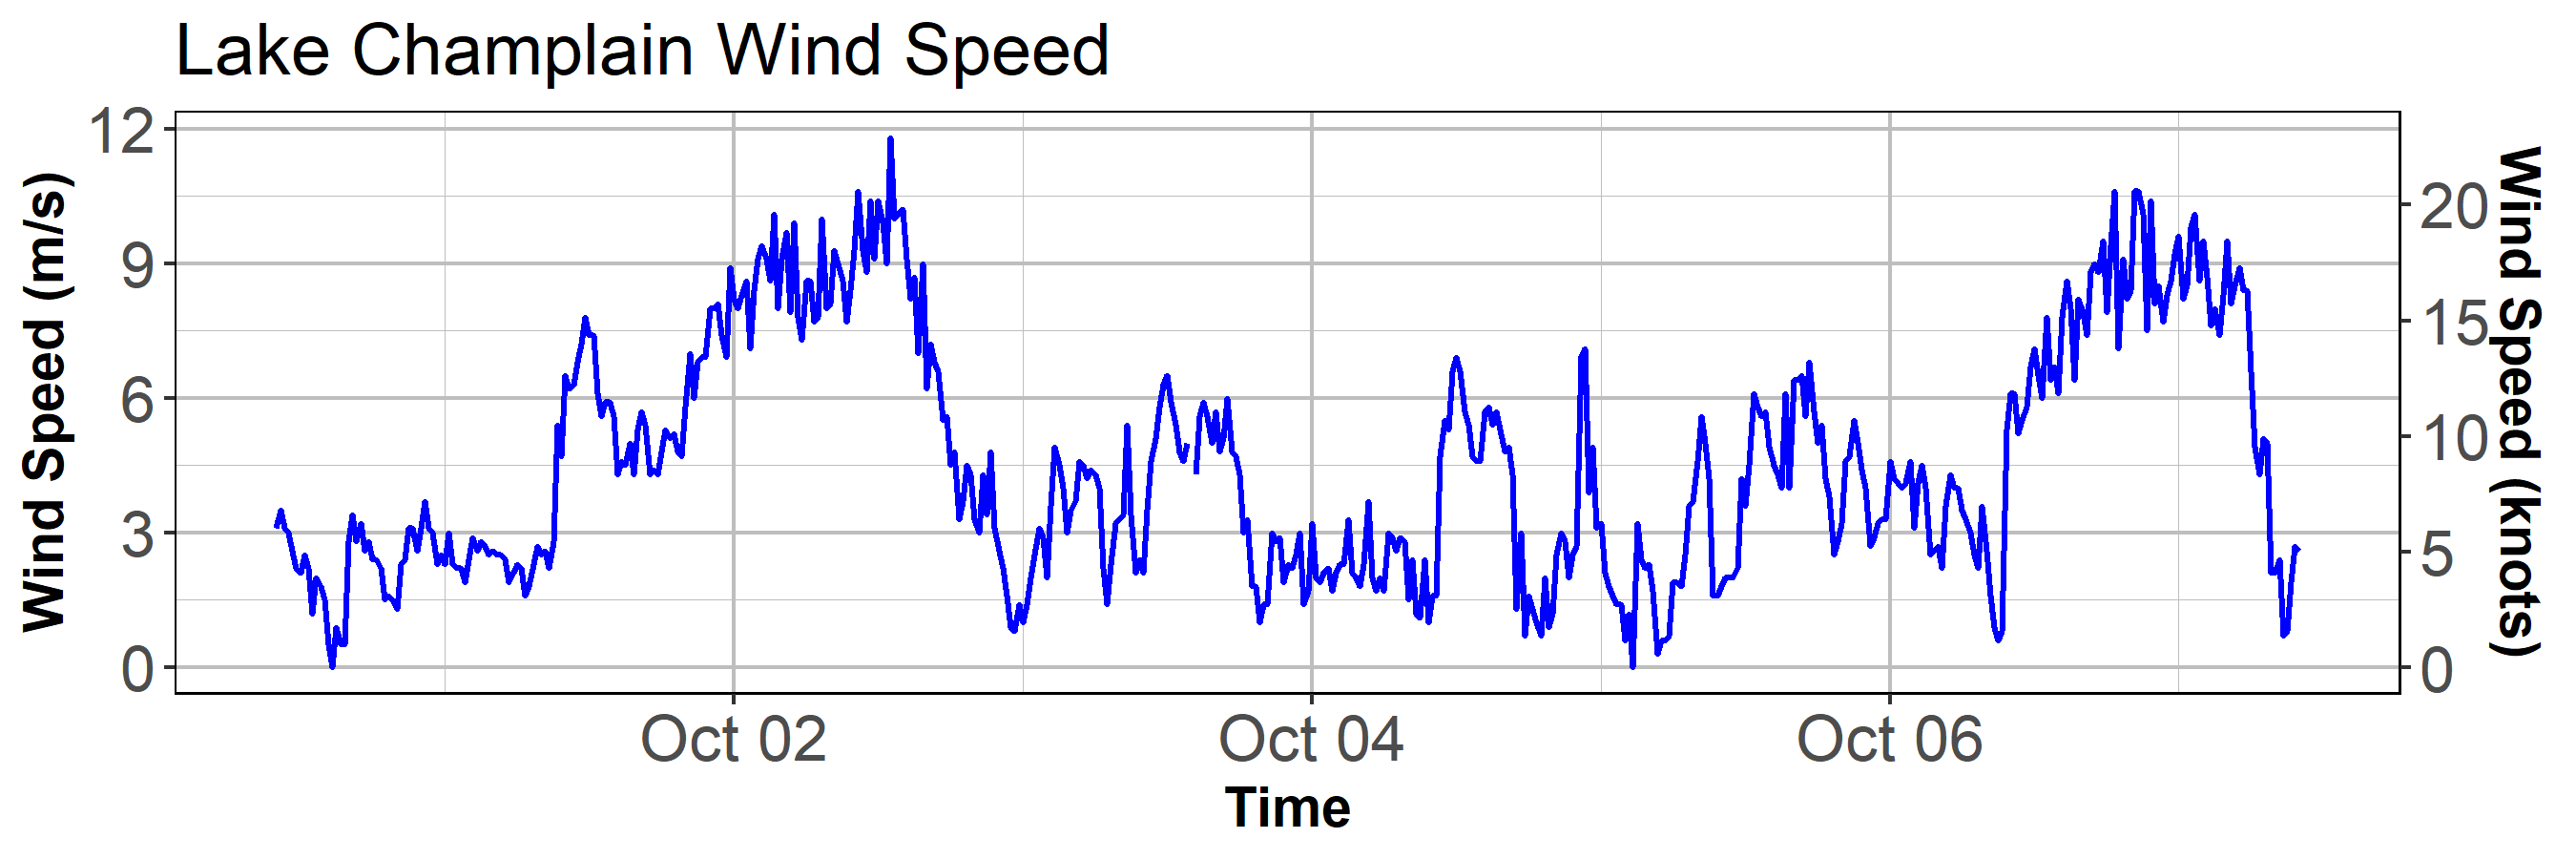 Lake Champlain Wind Speed
Wind Speed (m/s)
12
9
6
3
0
20
15
10
5
0
Wind Speed (knots)
Oct 02 Oct 04 Oct 06
Time